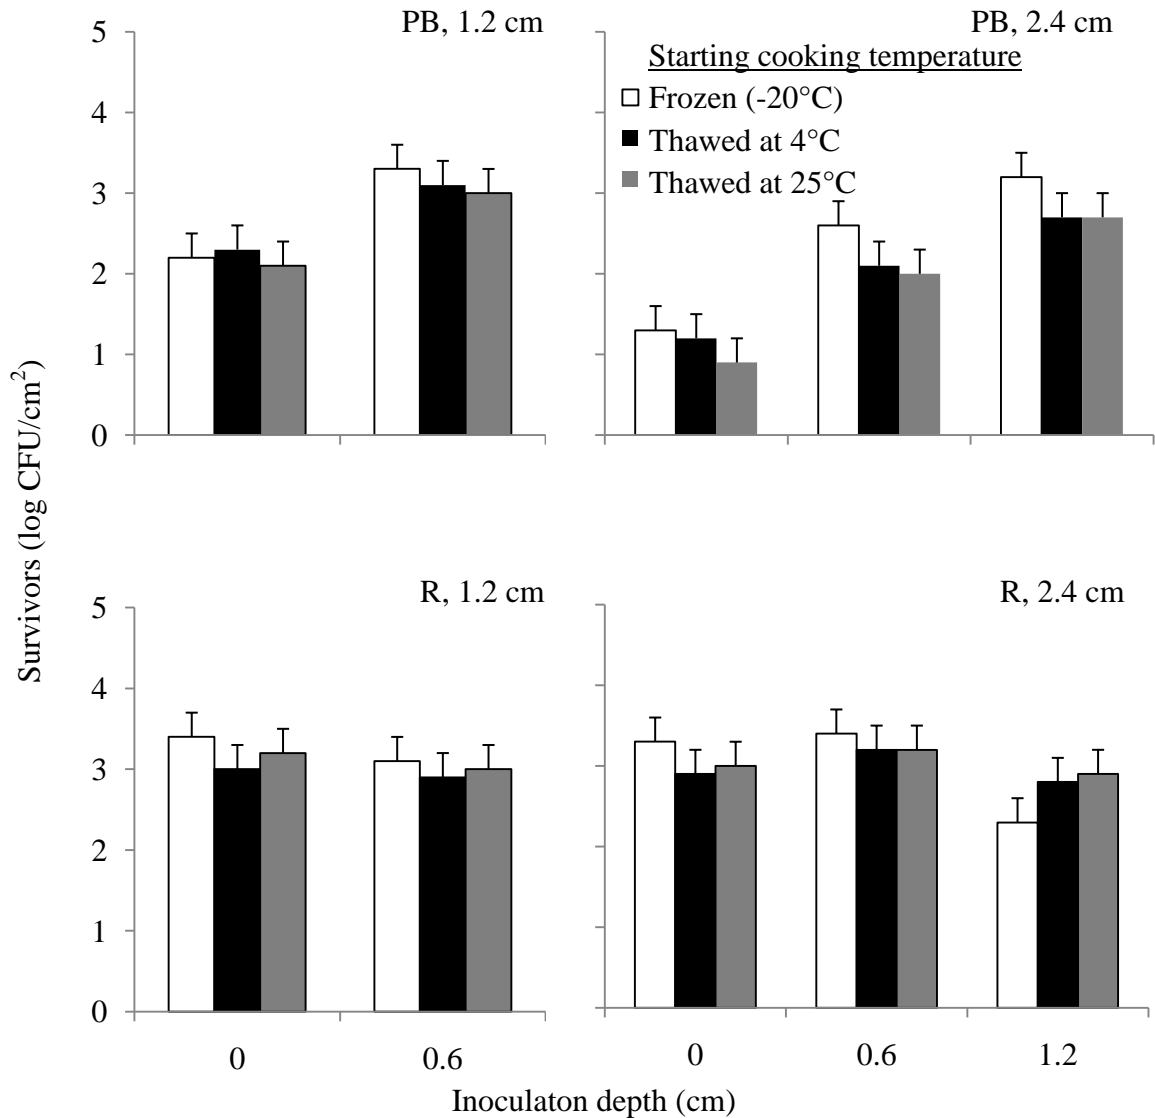 PB, 1.2 cm
5
4
3
2
1
0
PB, 2.4 cm
Starting cooking temperature
Frozen (-20°C)
Thawed at 4°C
Thawed at 25°C
Survivors (log CFU/cm²)
R, 1.2 cm
5
4
3
2
1
0
0 0.6
R, 2.4 cm
0 0.6 1.2
Inoculaton depth (cm)